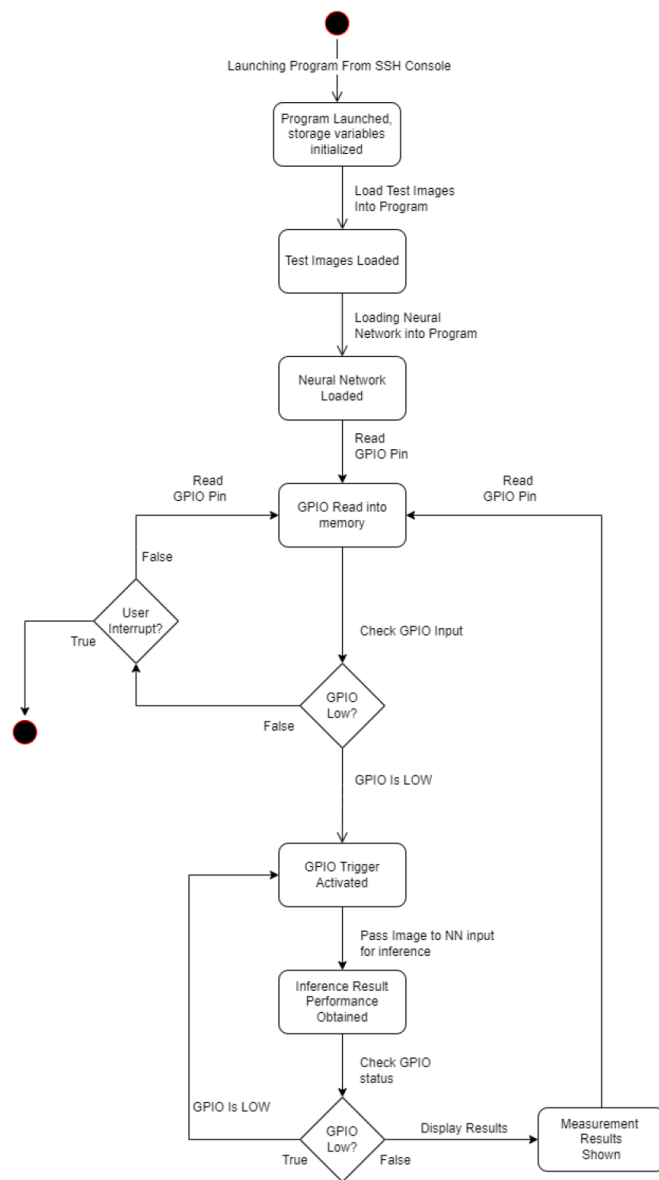 Launching Program From SSH Console
Program Launched,
storage variables
initialized
Load Test Images
Into Program
Test Images Loaded
Loading Neural
Network into Program
Neural Network
Loaded
Read
GPIO Pin
Read
GPIO Pin
Read
GPIO Pin
GPIO Read into
memory
False
User
Interrupt?
True
Check GPIO Input
GPIO
Low?
False
GPIO Is LOW
GPIO Trigger
Activated
Pass Image to NN input
for inference
Inference Result
Performance
Obtained
Check GPIO
status
GPIO Is LOW
GPIO
Low?
True
False
Display Results
Measurement
Results
Shown